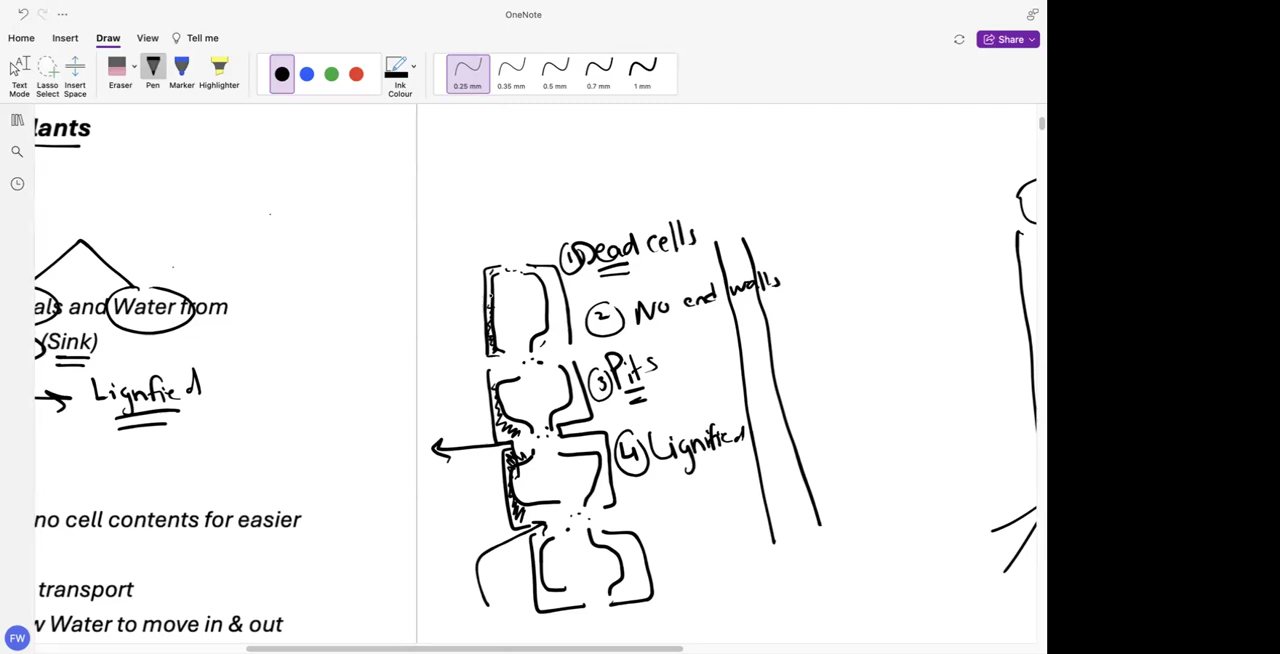 OneNote
Home Insert Draw View Tell me
Share
Text Mode
Lasso Select
Insert Space
Eraser
Pen
Marker
Highlighter
Ink Colour
0.25 mm
0.35 mm
0.5 mm
0.7 mm
1 mm
lants
als and Water from
(Sink)
Lignfied
no cell contents for easier
transport
w Water to move in & out
① Dead cells
② No end walls
③ Pits
④ Lignified
FW